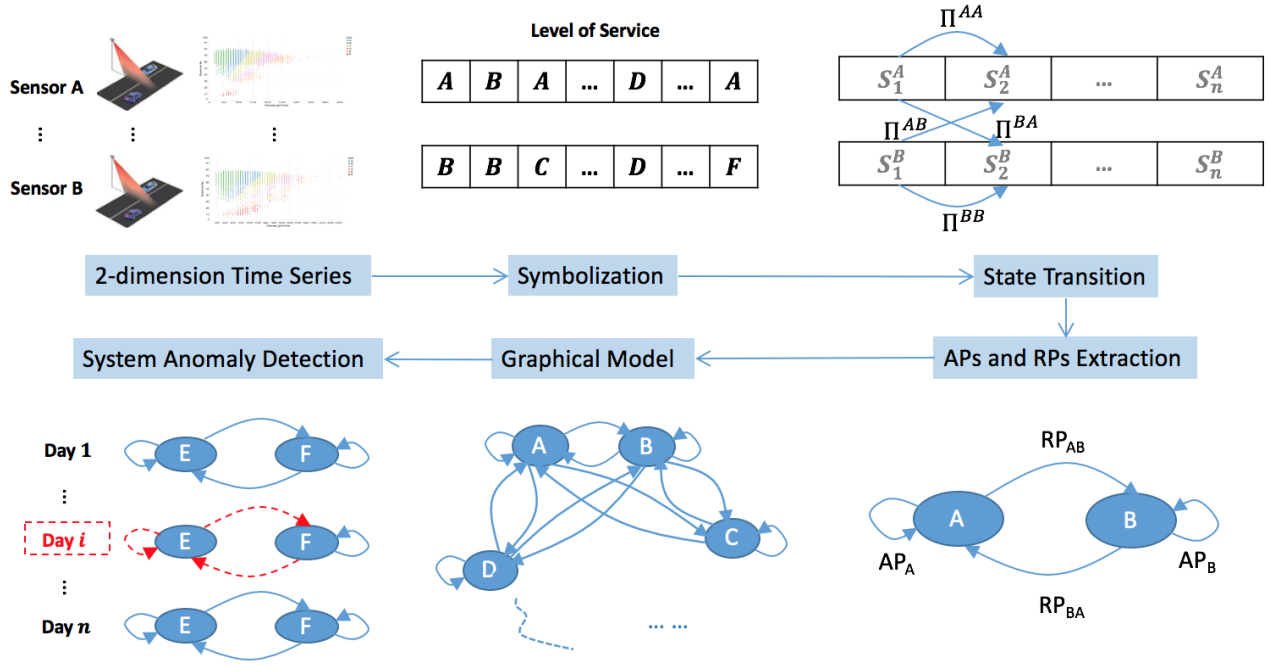 Level of Service
Sensor A
A B A ... D ... A
Π^AA
S_1^A S_2^A ... S_n^A
⋮ ⋮ ⋮
Π^AB Π^BA
Sensor B
B B C ... D ... F
S_1^B S_2^B ... S_n^B
Π^BB
2-dimension Time Series
Symbolization
State Transition
System Anomaly Detection
Graphical Model
APs and RPs Extraction
Day 1
E F
⋮
Day i
E F
⋮
Day n
E F
A B
C
D
... ...
RP_AB
A B
AP_A
AP_B
RP_BA